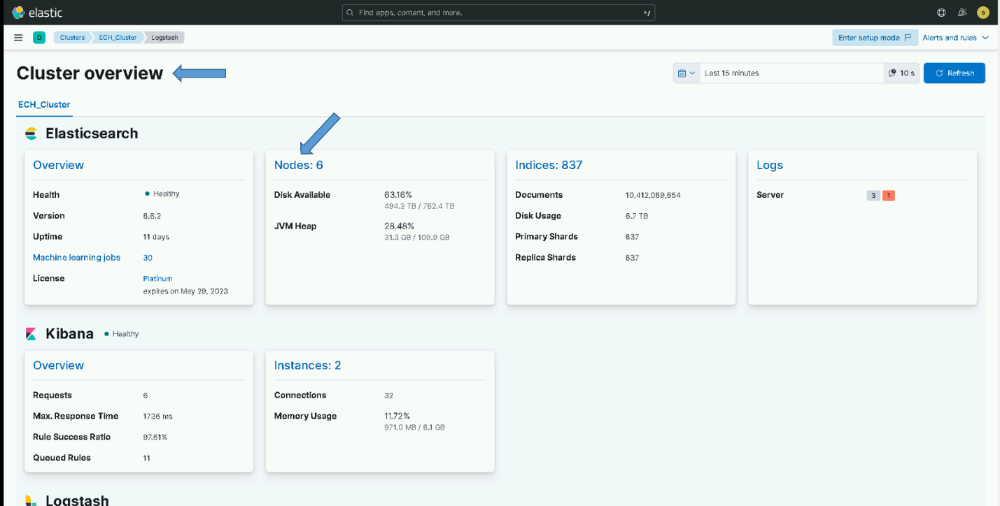 elastic
Find apps, content, and more.
^/
s
D
Clusters
ECH_Cluster
Logstash
Enter setup mode
Alerts and rules
Cluster overview
Last 15 minutes
10 s
Refresh
ECH_Cluster
Elasticsearch
Overview
Health Healthy
Version 8.6.2
Uptime 11 days
Machine learning jobs 30
License Platinum
expires on May 29, 2023
Nodes: 6
Disk Available 63.16%
494.2 TB / 782.4 TB
JVM Heap 28.48%
31.3 GB / 109.9 GB
Indices: 837
Documents 10,412,089,854
Disk Usage 6.7 TB
Primary Shards 837
Replica Shards 837
Logs
Server 3 1
Kibana Healthy
Overview
Requests 6
Max. Response Time 1736 ms
Rule Success Ratio 97.61%
Queued Rules 11
Instances: 2
Connections 32
Memory Usage 11.72%
971.0 MB / 8.1 GB
Logstash